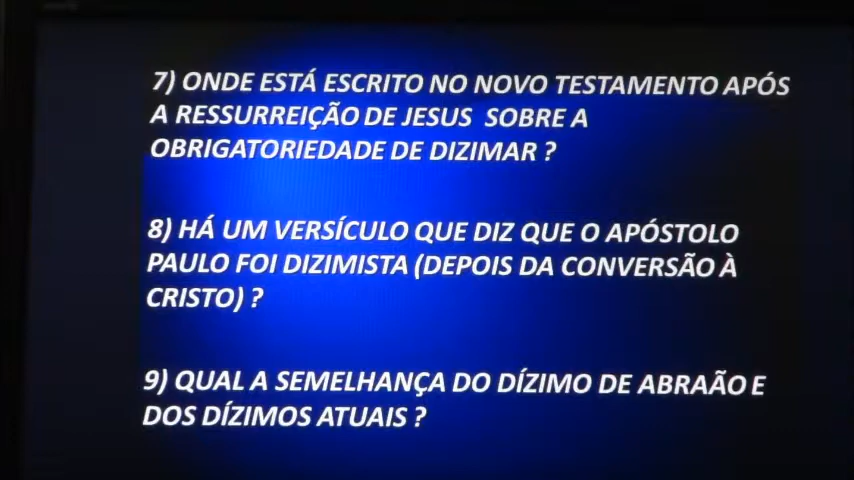 7) ONDE ESTÁ ESCRITO NO NOVO TESTAMENTO APÓS
A RESSURREIÇÃO DE JESUS SOBRE A
OBRIGATORIEDADE DE DIZIMAR ?
8) HÁ UM VERSÍCULO QUE DIZ QUE O APÓSTOLO
PAULO FOI DIZIMISTA (DEPOIS DA CONVERSÃO À
CRISTO) ?
9) QUAL A SEMELHANÇA DO DÍZIMO DE ABRAÃO E
DOS DÍZIMOS ATUAIS ?